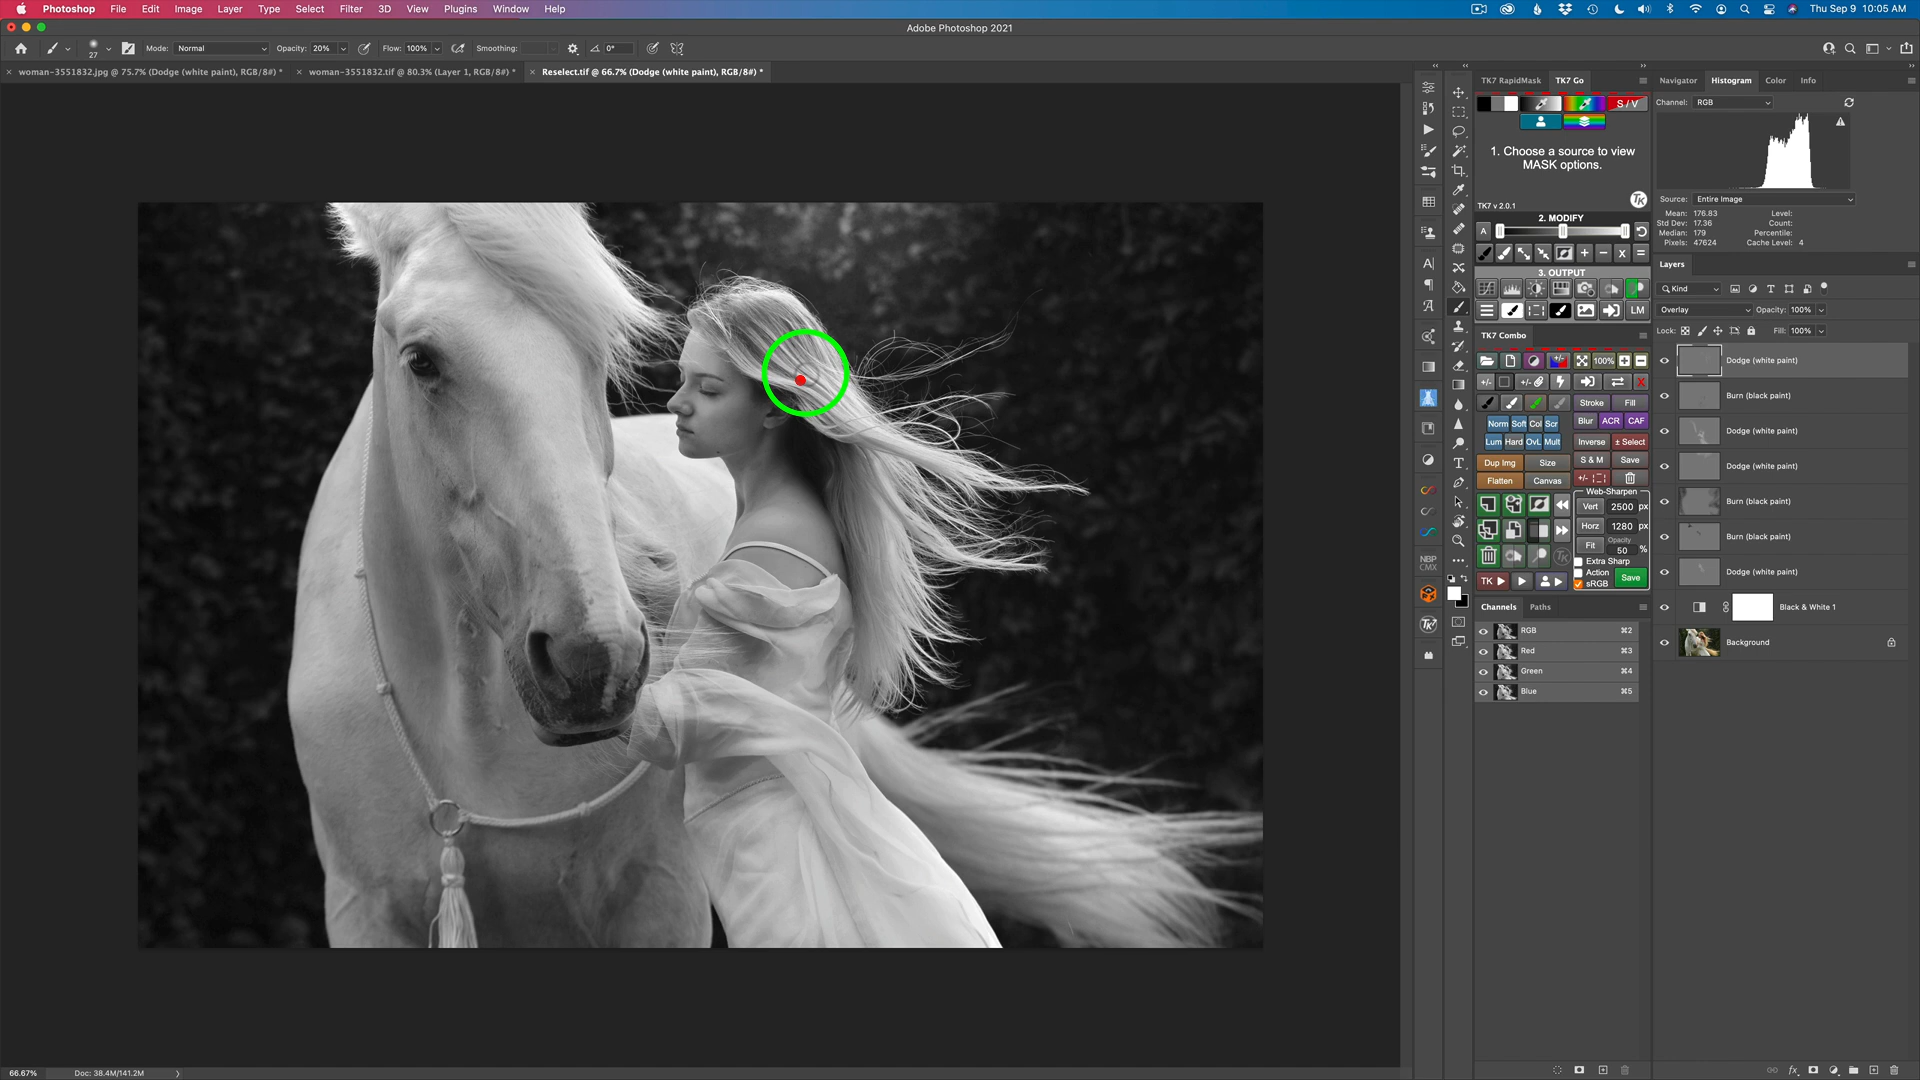 Photoshop File Edit Image Layer Type Select Filter 3D View Plugins Window Help Thu Sep 9 10:05 AM
Adobe Photoshop 2021
27 Mode: Normal Opacity: 20% Flow: 100% Smoothing: 0°
woman-3551832.jpg @ 75.7% (Dodge (white paint), RGB/8#) * woman-3551832.tif @ 80.3% (Layer 1, RGB/8#) * Reselect.tif @ 66.7% (Dodge (white paint), RGB/8#) *
TK7 RapidMask TK7 Go
S / V
1. Choose a source to view
MASK options.
TK7 v 2.0.1 TK
2. MODIFY
A
+ − x =
3. OUTPUT
LM
TK7 Combo
100% + −
+/- +/- X
Stroke Fill
Norm Soft Col Scr Blur ACR CAF
Lum Hard OvL Mult Inverse ± Select
Dup Img Size S & M Save
Flatten Canvas +/-
Web-Sharpen
Vert 2500 px
Horz 1280 px
Fit Opacity 50 %
Extra Sharp
Action
sRGB Save
TK
Channels Paths
RGB ⌘2
Red ⌘3
Green ⌘4
Blue ⌘5
NBP
CMX
Navigator Histogram Color Info
Channel: RGB
Source: Entire Image
Mean: 176.83 Level:
Std Dev: 17.36 Count:
Median: 179 Percentile:
Pixels: 47624 Cache Level: 4
Layers
Kind
Overlay Opacity: 100%
Lock: Fill: 100%
Dodge (white paint)
Burn (black paint)
Dodge (white paint)
Dodge (white paint)
Burn (black paint)
Burn (black paint)
Dodge (white paint)
Black & White 1
Background
fx
66.67% Doc: 38.4M/141.2M